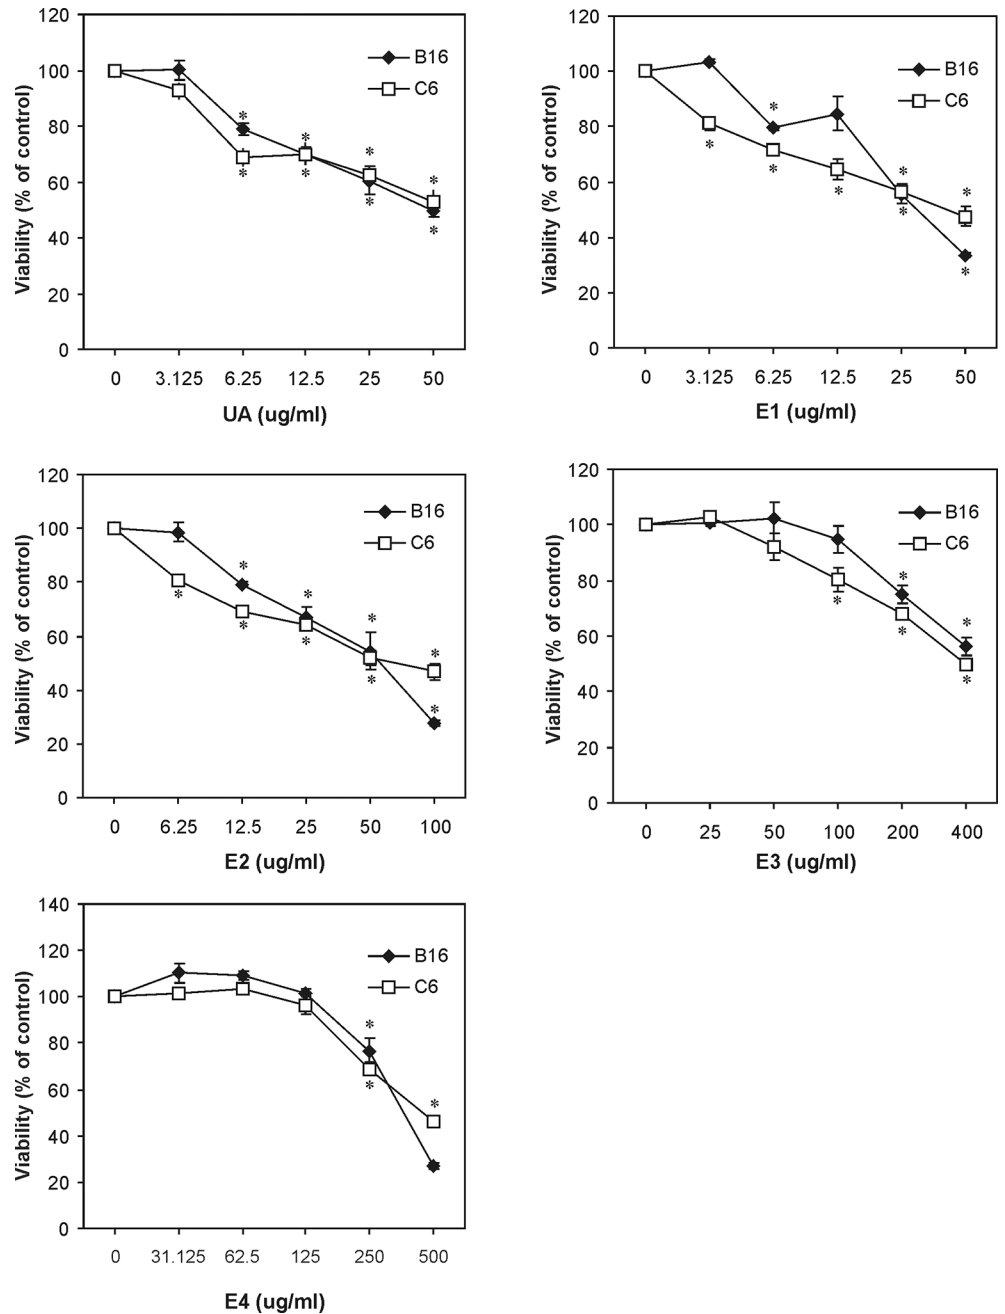 120
100
80
60
40
20
0
Viability (% of control)
B16
C6
*
*
*
*
*
*
*
*
0 3.125 6.25 12.5 25 50
UA (ug/ml)
120
100
80
60
40
20
0
Viability (% of control)
B16
C6
*
*
*
*
*
*
*
*
0 3.125 6.25 12.5 25 50
E1 (ug/ml)
120
100
80
60
40
20
0
Viability (% of control)
B16
C6
*
*
*
*
*
*
*
*
*
0 6.25 12.5 25 50 100
E2 (ug/ml)
120
100
80
60
40
20
0
Viability (% of control)
B16
C6
*
*
*
*
*
0 25 50 100 200 400
E3 (ug/ml)
140
120
100
80
60
40
20
0
Viability (% of control)
B16
C6
*
*
*
0 31.125 62.5 125 250 500
E4 (ug/ml)